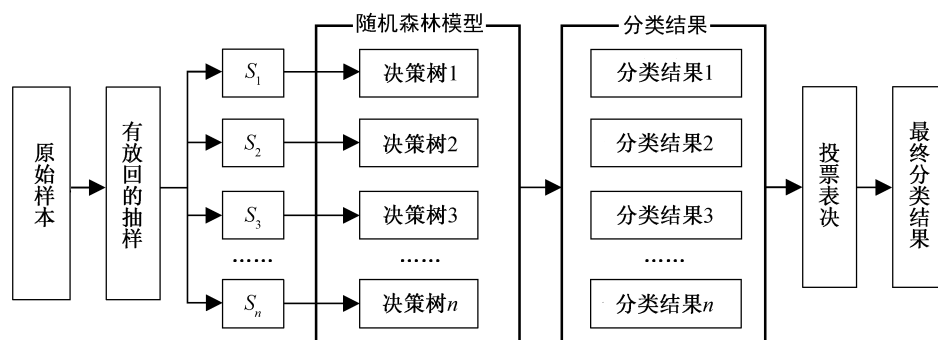 随机森林模型
分类结果
原始样本
有放回的抽样
S1
决策树1
分类结果1
S2
决策树2
分类结果2
S3
决策树3
分类结果3
……
……
……
Sn
决策树n
分类结果n
投票表决
最终分类结果